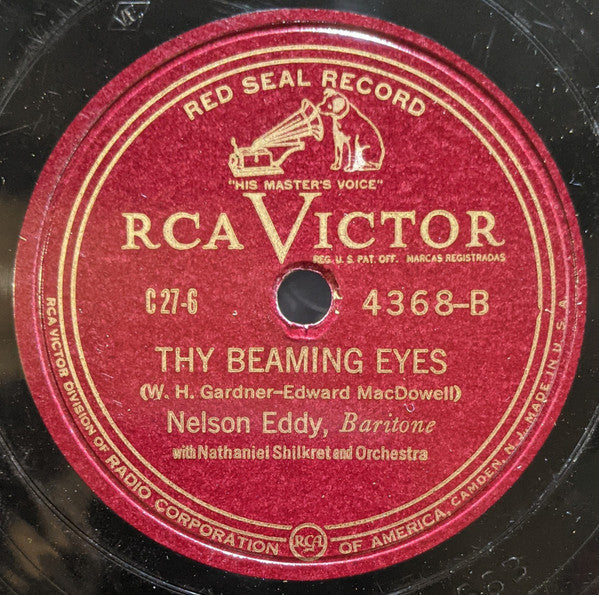 RED SEAL RECORD
"HIS MASTER'S VOICE"
RCA VICTOR
REG. U. S. PAT. OFF. MARCAS REGISTRADAS
C 27-6 4368-B
THY BEAMING EYES
(W. H. Gardner-Edward MacDowell)
Nelson Eddy, Baritone
with Nathaniel Shilkret and Orchestra
RCA VICTOR DIVISION OF RADIO CORPORATION OF AMERICA, CAMDEN, N. J. MADE IN U. S. A.
RCA